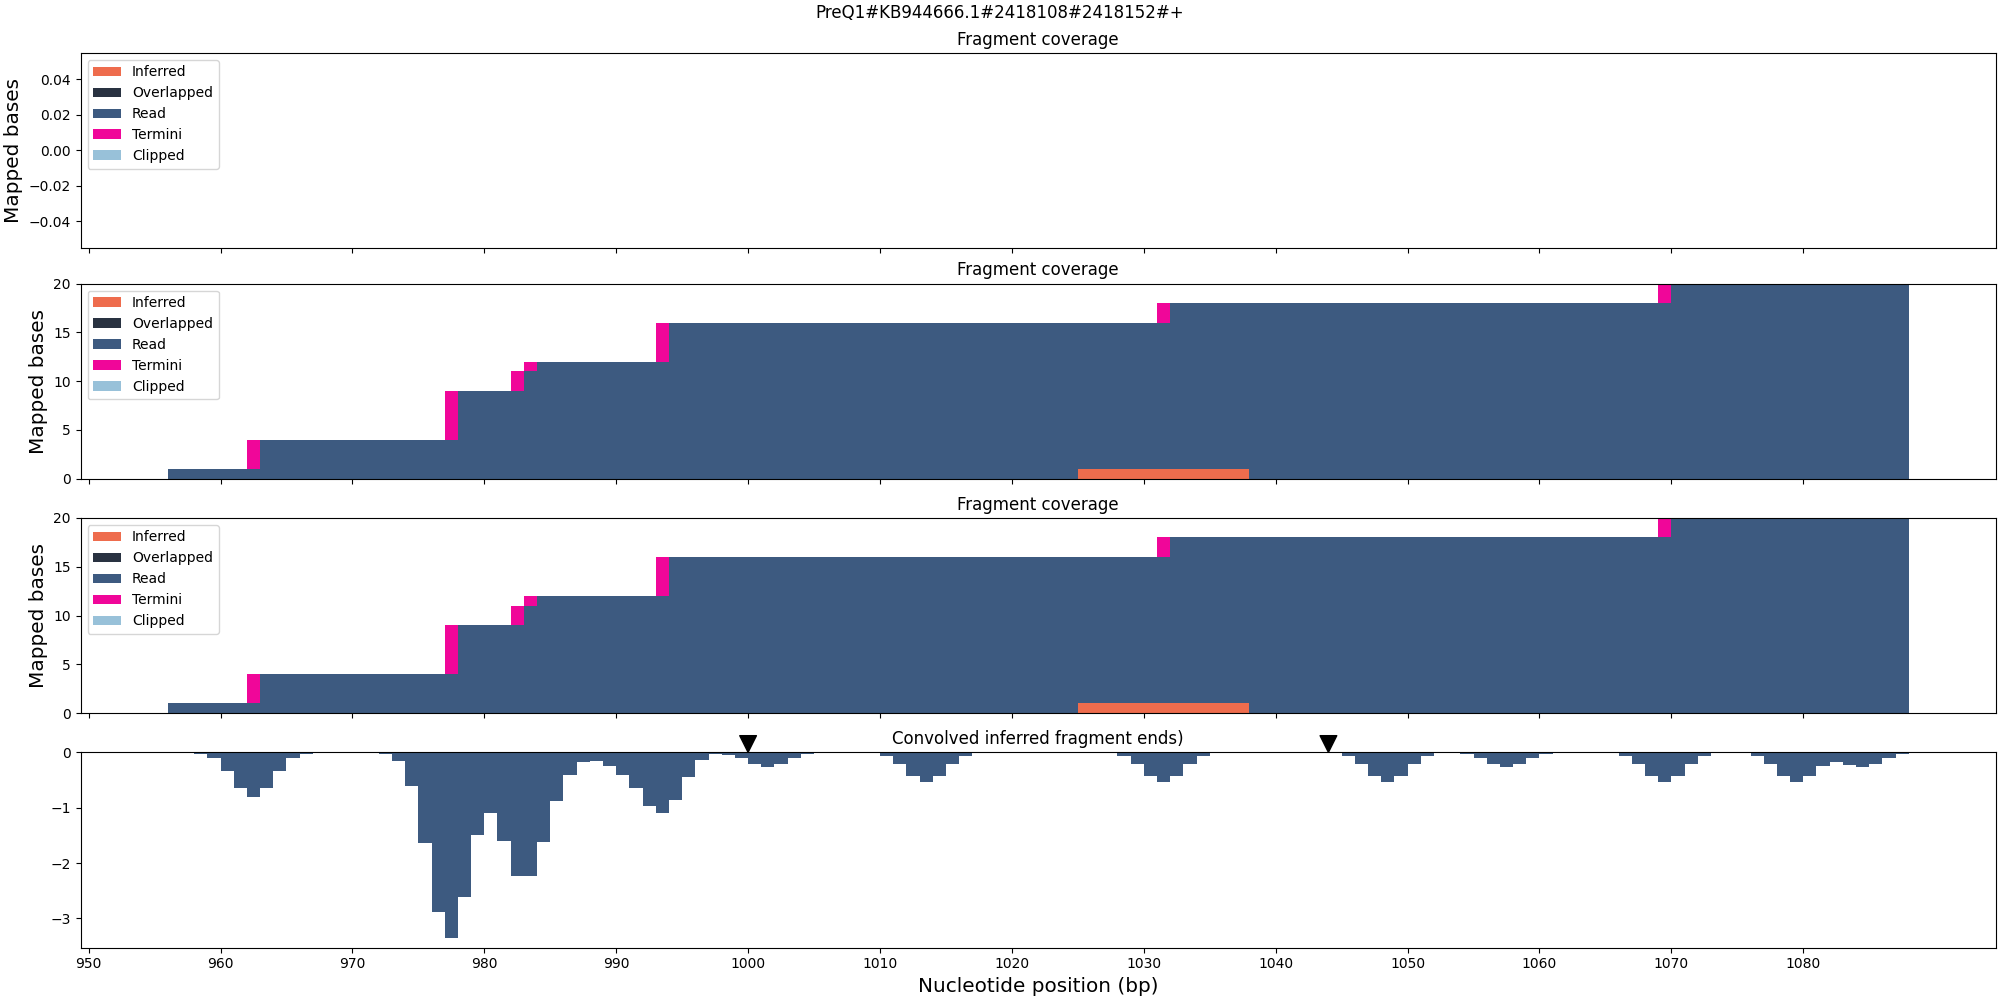 PreQ1#KB944666.1#2418108#2418152#+
Fragment coverage
Mapped bases
0.04
0.02
0.00
−0.02
−0.04
Inferred
Overlapped
Read
Termini
Clipped
Fragment coverage
Mapped bases
20
15
10
5
0
Inferred
Overlapped
Read
Termini
Clipped
Fragment coverage
Mapped bases
20
15
10
5
0
Inferred
Overlapped
Read
Termini
Clipped
Convolved inferred fragment ends)
0
−1
−2
−3
950 960 970 980 990 1000 1010 1020 1030 1040 1050 1060 1070 1080
Nucleotide position (bp)